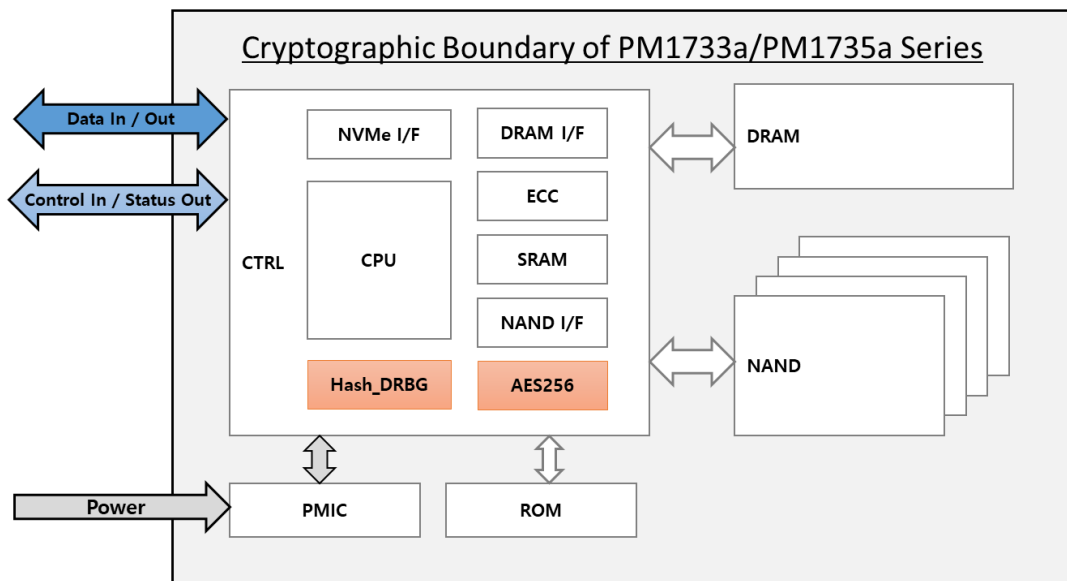 Cryptographic Boundary of PM1733a/PM1735a Series
Data In / Out
Control In / Status Out
CTRL
NVMe I/F
CPU
Hash_DRBG
DRAM I/F
ECC
SRAM
NAND I/F
AES256
DRAM
NAND
Power
PMIC
ROM